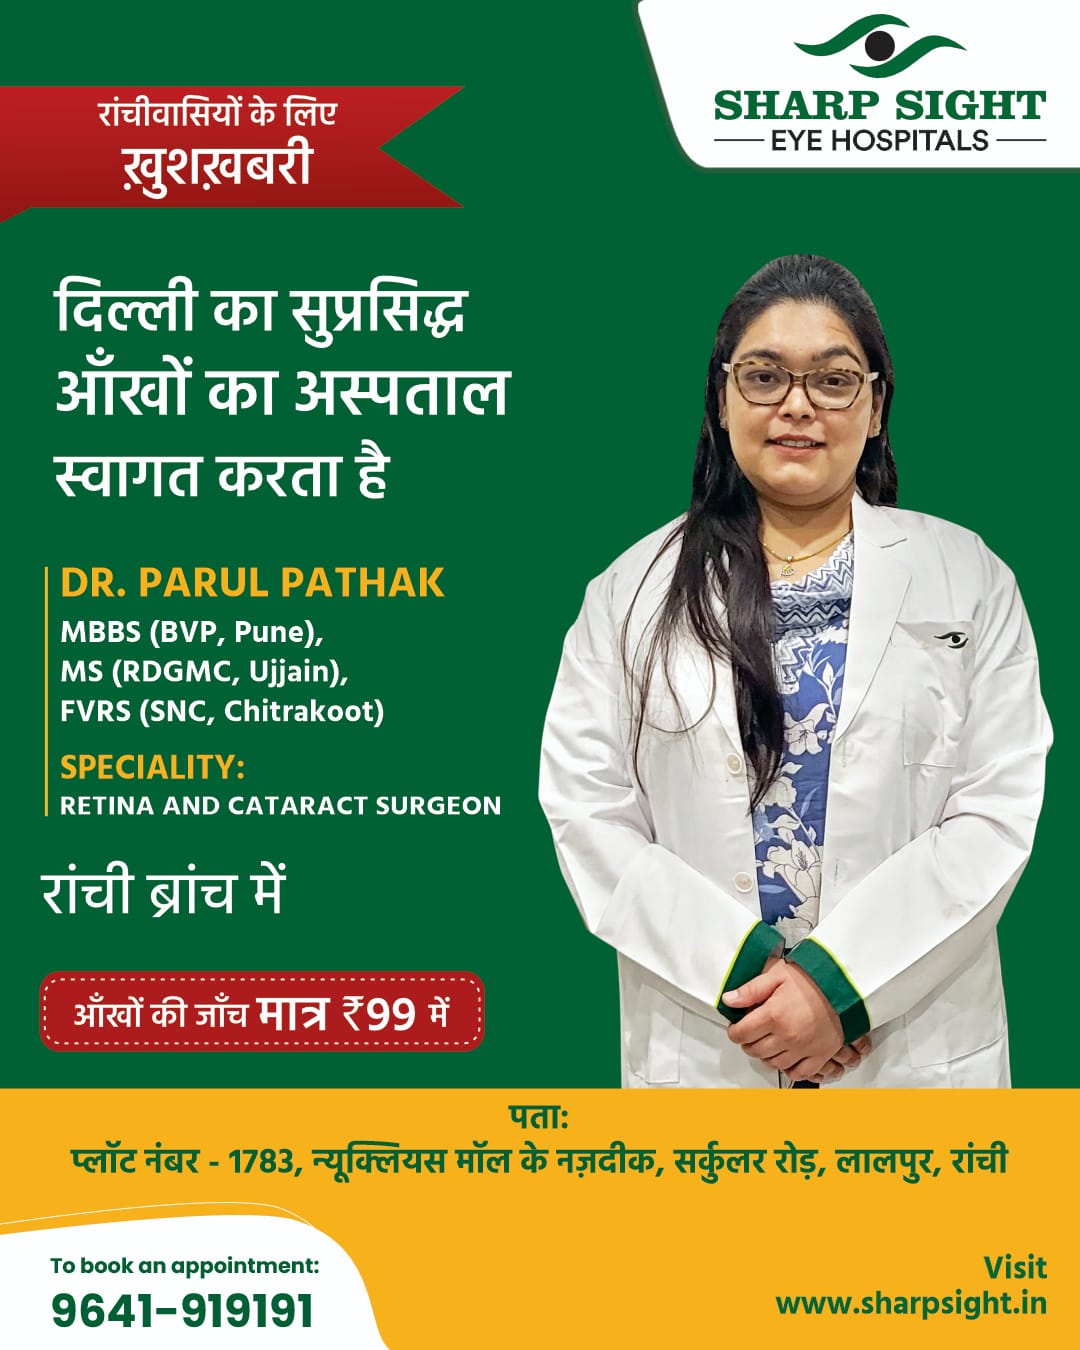 रांचीवासियों के लिए
ख़ुशख़बरी
SHARP SIGHT
EYE HOSPITALS
दिल्ली का सुप्रसिद्ध
आँखों का अस्पताल
स्वागत करता है
DR. PARUL PATHAK
MBBS (BVP, Pune),
MS (RDGMC, Ujjain),
FVRS (SNC, Chitrakoot)
SPECIALITY:
RETINA AND CATARACT SURGEON
रांची ब्रांच में
आँखों की जाँच मात्र ₹99 में
पता:
प्लॉट नंबर - 1783, न्यूक्लियस मॉल के नज़दीक, सर्कुलर रोड़, लालपुर, रांची
To book an appointment:
9641-919191
Visit
www.sharpsight.in